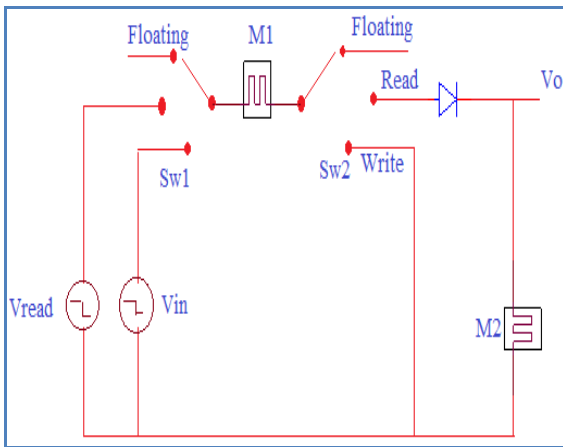 Floating
M1
Floating
Read
Vo
Sw1
Sw2
Write
Vread
Vin
M2